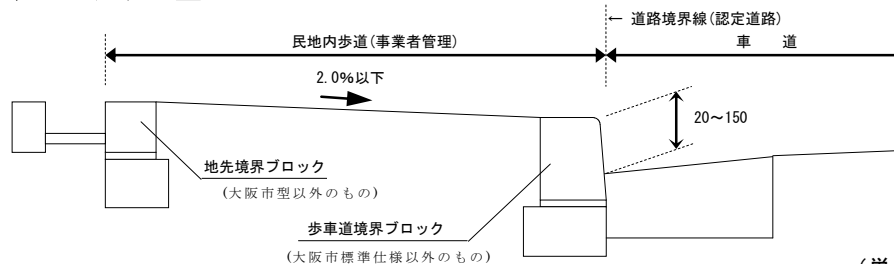 ← 道路境界線(認定道路)
民地内歩道(事業者管理)
車 道
2.0%以下
20~150
地先境界ブロック
(大阪市型以外のもの)
歩車道境界ブロック
(大阪市標準仕様以外のもの)